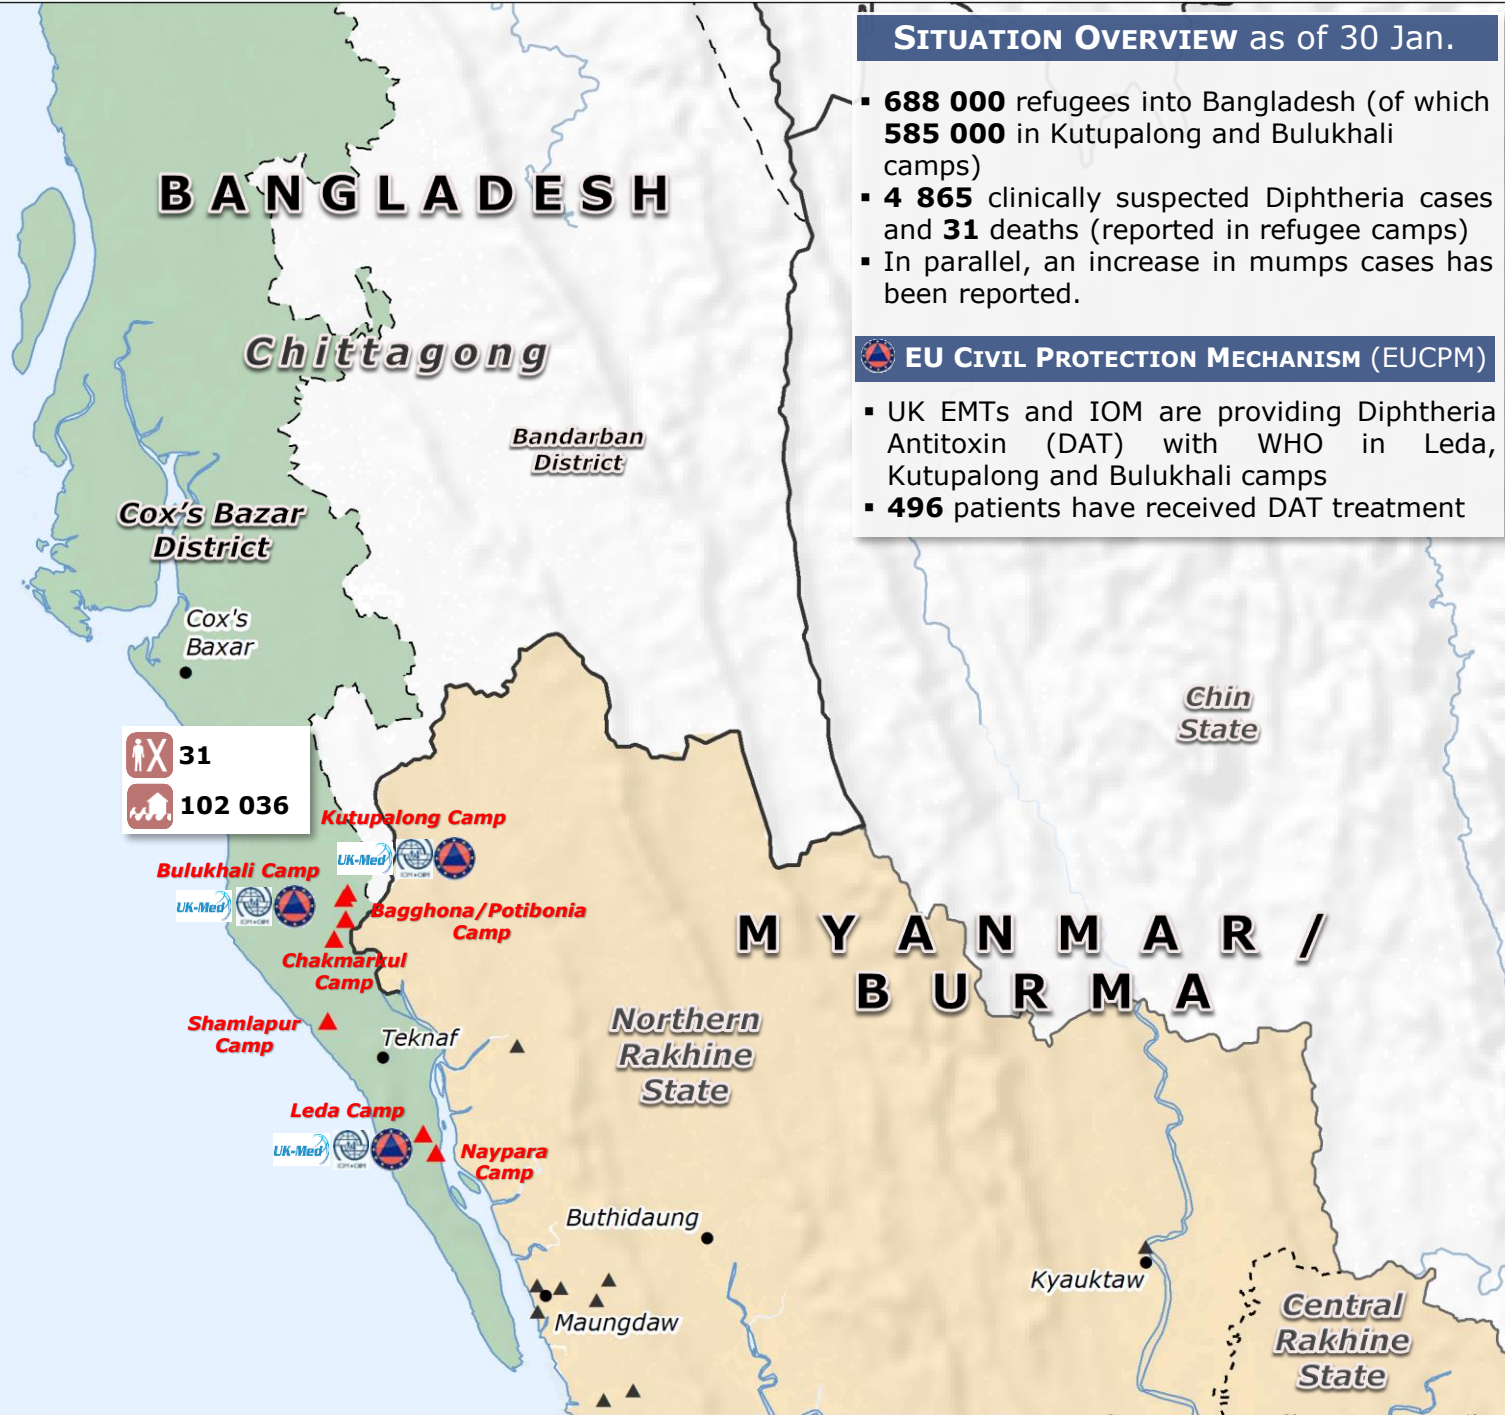 SITUATION OVERVIEW as of 30 Jan.
▪ 688 000 refugees into Bangladesh (of which
585 000 in Kutupalong and Bulukhali
camps)
▪ 4 865 clinically suspected Diphtheria cases
and 31 deaths (reported in refugee camps)
▪ In parallel, an increase in mumps cases has
been reported.
EU CIVIL PROTECTION MECHANISM (EUCPM)
▪ UK EMTs and IOM are providing Diphtheria
Antitoxin (DAT) with WHO in Leda,
Kutupalong and Bulukhali camps
▪ 496 patients have received DAT treatment
BANGLADESH
Chittagong
Bandarban
District
Cox's Bazar
District
Cox's
Baxar
Chin
State
31
102 036
Kutupalong Camp
UK-Med
IOM•OIM
Bulukhali Camp
UK-Med
IOM•OIM
Bagghona/Potibonia
Camp
Chakmarkul
Camp
MYANMAR/
BURMA
Shamlapur
Camp
Teknaf
Northern
Rakhine
State
Leda Camp
UK-Med
IOM•OIM
Naypara
Camp
Buthidaung
Kyauktaw
Maungdaw
Central
Rakhine
State